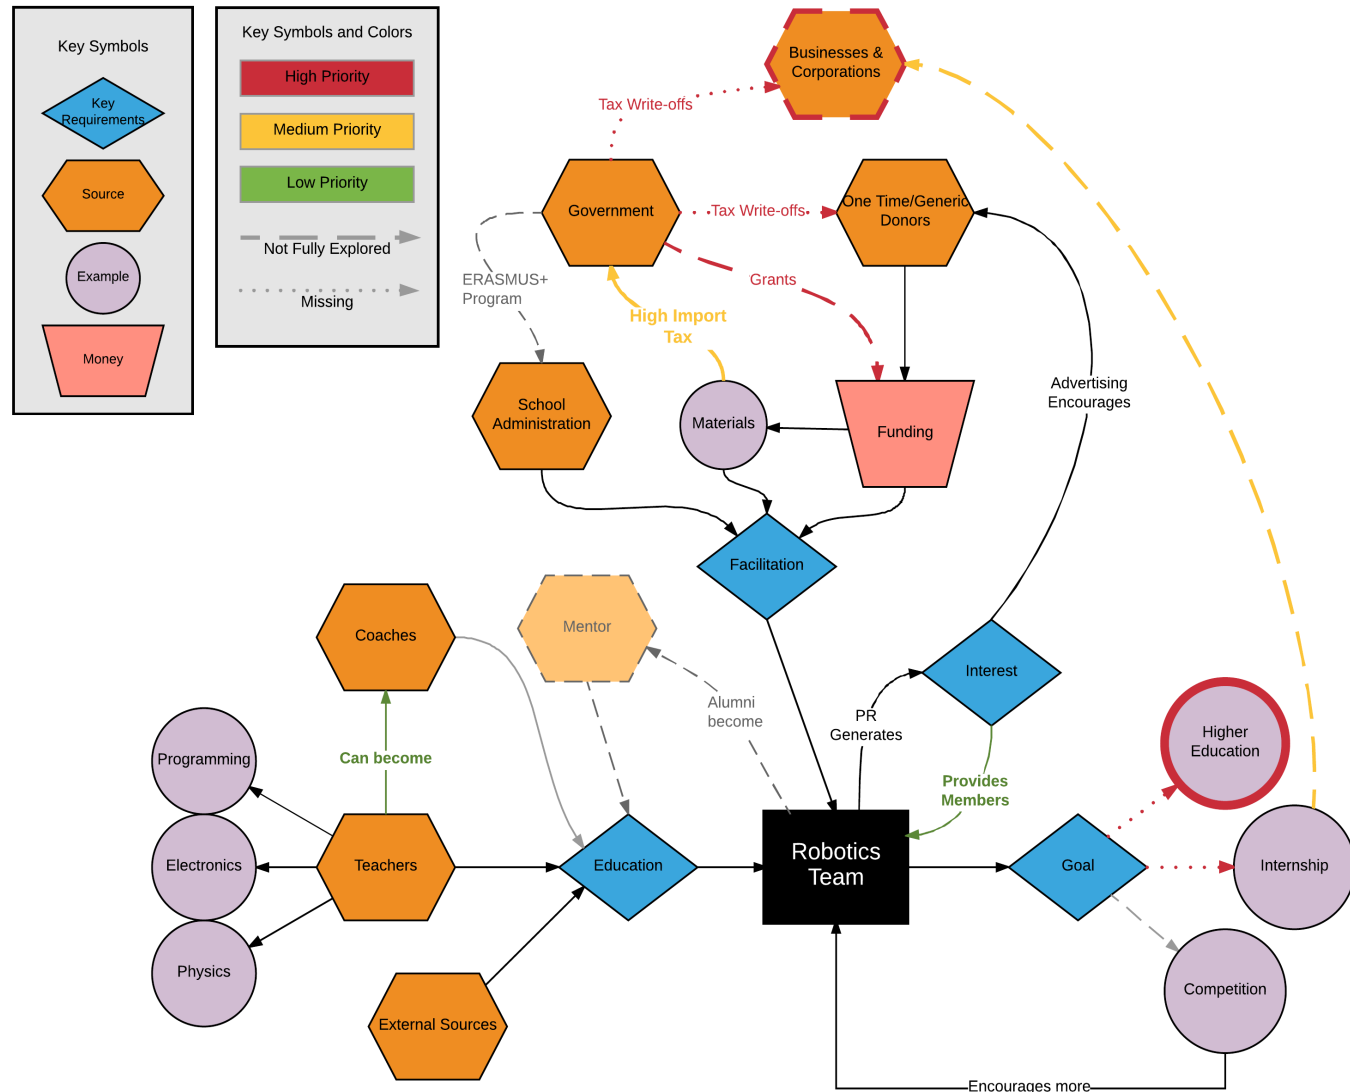 Key Symbols
Key
Requirements
Source
Example
Money
Key Symbols and Colors
High Priority
Medium Priority
Low Priority
Not Fully Explored
Missing
Businesses &
Corporations
Tax Write-offs
Government
Tax Write-offs
One Time/Generic
Donors
ERASMUS+
Program
Grants
High Import
Tax
School
Administration
Materials
Funding
Advertising
Encourages
Facilitation
Coaches
Mentor
Interest
Alumni
become
PR
Generates
Higher
Education
Programming
Can become
Provides
Members
Electronics
Teachers
Education
Robotics
Team
Goal
Internship
Physics
External Sources
Competition
Encourages more